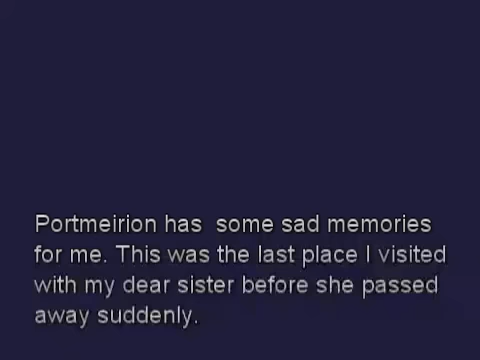 Portmeirion has  some sad memories
for me. This was the last place I visited
with my dear sister before she passed
away suddenly.